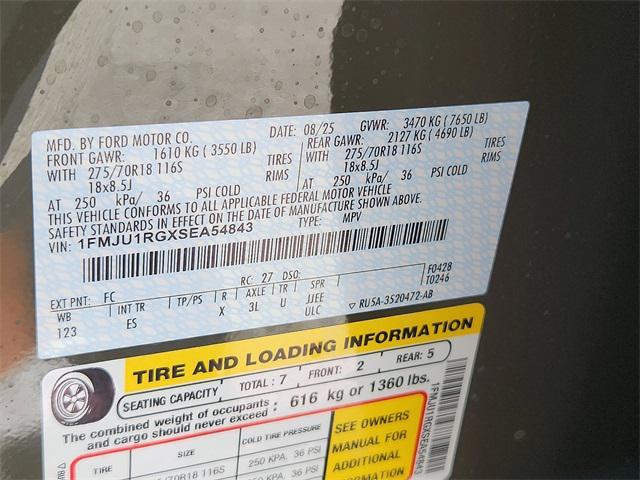 MFD. BY FORD MOTOR CO.
DATE: 08/25 GVWR: 3470 KG (7650 LB)
FRONT GAWR: 1610 KG (3550 LB) REAR GAWR: 2127 KG (4690 LB)
WITH 275/70R18 116S TIRES WITH 275/70R18 116S TIRES
18x8.5J RIMS 18x8.5J RIMS
AT 250 kPa/ 36 PSI COLD AT 250 kPa/ 36 PSI COLD
THIS VEHICLE CONFORMS TO ALL APPLICABLE FEDERAL MOTOR VEHICLE
SAFETY STANDARDS IN EFFECT ON THE DATE OF MANUFACTURE SHOWN ABOVE.
VIN: 1FMJU1RGXSEA54843 TYPE: MPV
F0428
T0246
EXT PNT: FC RC: 27 DSO:
WB INT TR TP/PS R AXLE TR SPR
123 ES X 3L U JJEE
ULC
▽ RU5A-3520472-AB
TIRE AND LOADING INFORMATION
SEATING CAPACITY TOTAL: 7 FRONT: 2 REAR: 5
The combined weight of occupants
and cargo should never exceed: 616 kg or 1360 lbs.
TIRE SIZE COLD TIRE PRESSURE
/70R18 116S 250 KPA, 36 PSI
250 KPA, 36 PSI
SEE OWNERS
MANUAL FOR
ADDITIONAL
1FMJU1RGXSEA54843